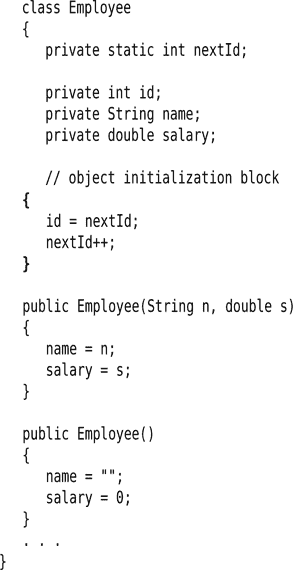 class Employee
{
private static int nextId;
private int id;
private String name;
private double salary;
// object initialization block
{
id = nextId;
nextId++;
}
public Employee(String n, double s)
{
name = n;
salary = s;
}
public Employee()
{
name = "";
salary = 0;
}
. . .
}